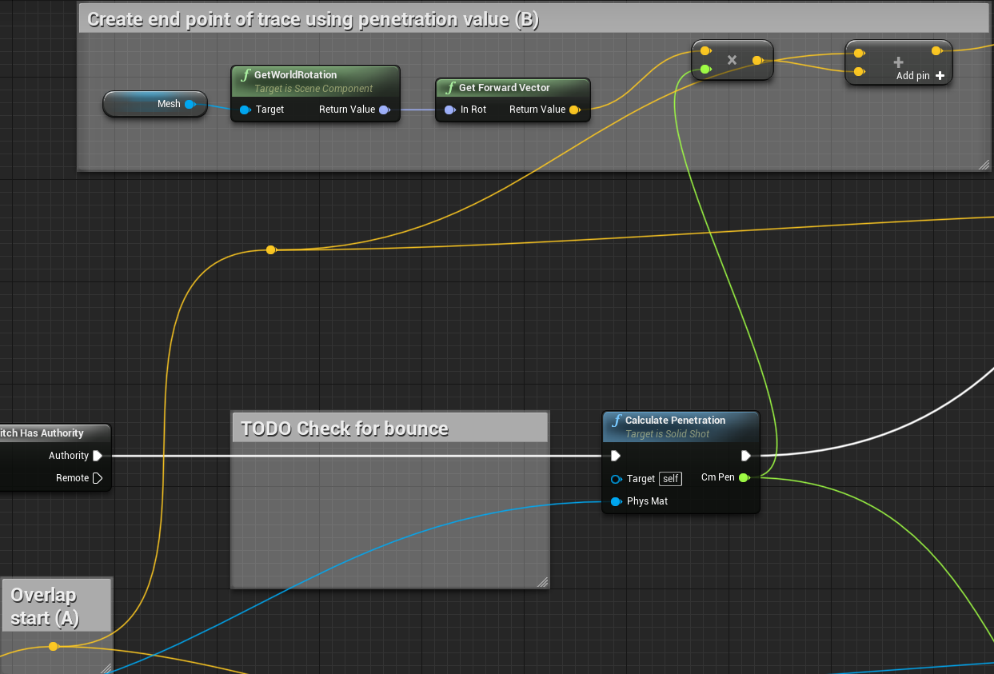 Create end point of trace using penetration value (B)
f GetWorldRotation
Target is Scene Component
Mesh
Target Return Value
f Get Forward Vector
In Rot Return Value
×
+
Add pin +
itch Has Authority
Authority
Remote
TODO Check for bounce
f Calculate Penetration
Target is Solid Shot
Target self Cm Pen
Phys Mat
Overlap
start (A)